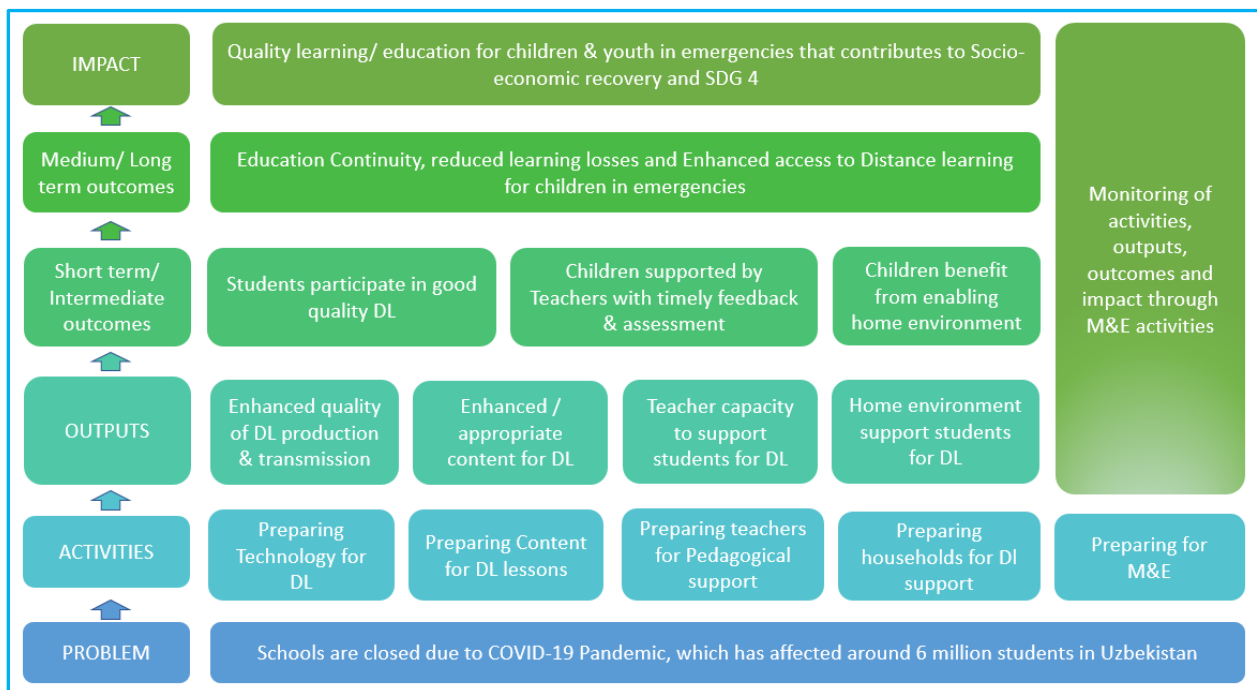 IMPACT
Quality learning/ education for children & youth in emergencies that contributes to Socio-
economic recovery and SDG 4
Medium/ Long
term outcomes
Education Continuity, reduced learning losses and Enhanced access to Distance learning
for children in emergencies
Monitoring of
activities,
outputs,
outcomes and
impact through
M&E activities
Short term/
Intermediate
outcomes
Students participate in good
quality DL
Children supported by
Teachers with timely feedback
& assessment
Children benefit
from enabling
home environment
OUTPUTS
Enhanced quality
of DL production
& transmission
Enhanced /
appropriate
content for DL
Teacher capacity
to support
students for DL
Home environment
support students
for DL
ACTIVITIES
Preparing
Technology for
DL
Preparing Content
for DL lessons
Preparing teachers
for Pedagogical
support
Preparing
households for Dl
support
Preparing for
M&E
PROBLEM
Schools are closed due to COVID-19 Pandemic, which has affected around 6 million students in Uzbekistan